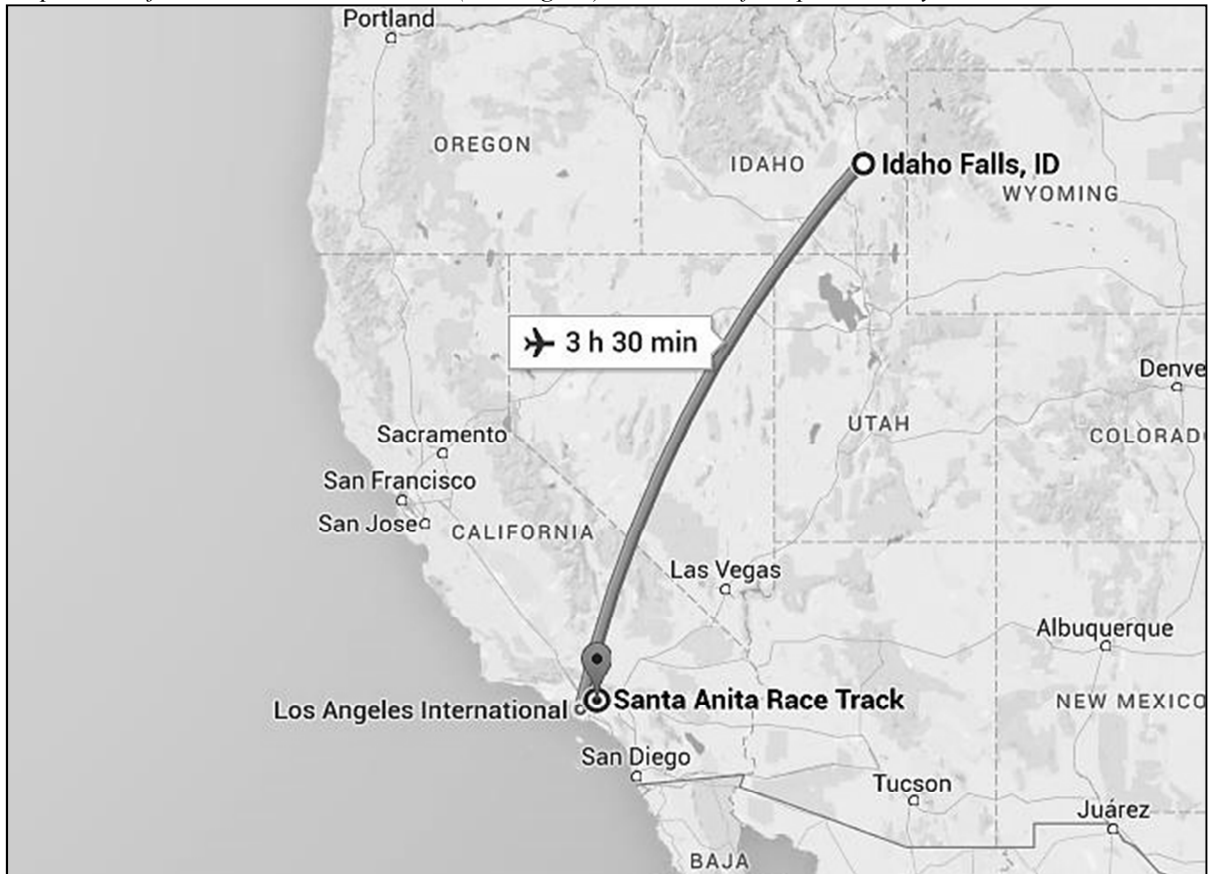 Portland
OREGON
IDAHO
Idaho Falls, ID
WYOMING
3 h 30 min
Denve
Sacramento
UTAH
COLORAD
San Francisco
San Jose
CALIFORNIA
Las Vegas
Albuquerque
Los Angeles International
Santa Anita Race Track
NEW MEXICO
San Diego
Tucson
Juárez
BAJA